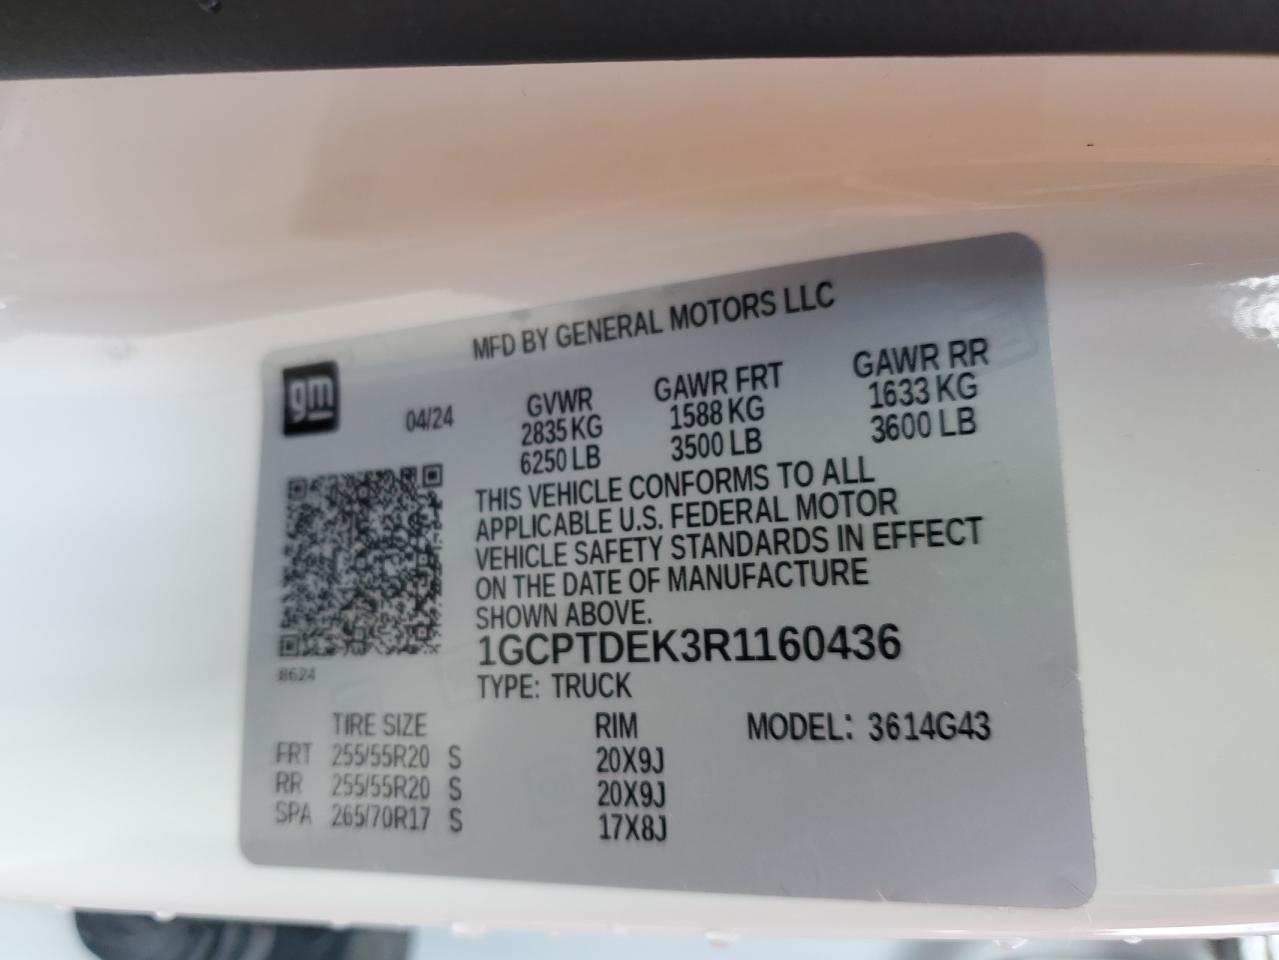 MFD BY GENERAL MOTORS LLC
gm
04/24
GVWR GAWR FRT GAWR RR
2835 KG 1588 KG 1633 KG
6250 LB 3500 LB 3600 LB
THIS VEHICLE CONFORMS TO ALL
APPLICABLE U.S. FEDERAL MOTOR
VEHICLE SAFETY STANDARDS IN EFFECT
ON THE DATE OF MANUFACTURE
SHOWN ABOVE.
1GCPTDEK3R1160436
8624
TYPE: TRUCK
TIRE SIZE RIM MODEL: 3614G43
FRT 255/55R20 S 20X9J
RR 255/55R20 S 20X9J
SPA 265/70R17 S 17X8J